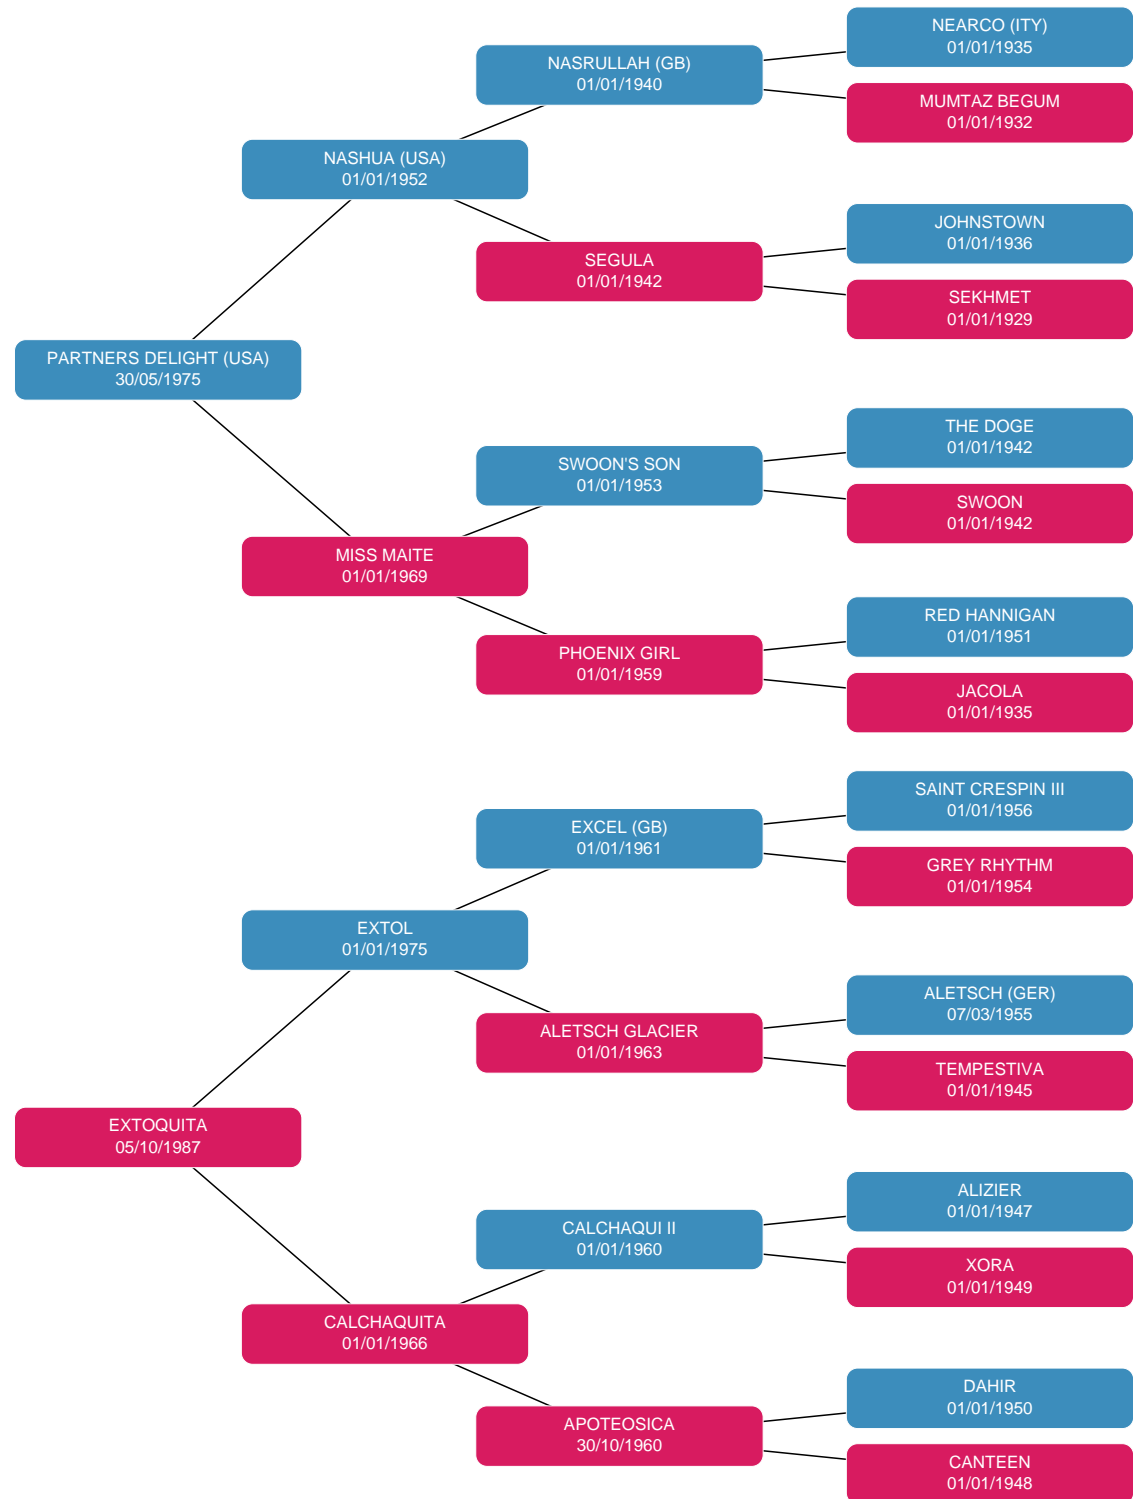 NEARCO (ITY)
01/01/1935
NASRULLAH (GB)
01/01/1940
MUMTAZ BEGUM
01/01/1932
NASHUA (USA)
01/01/1952
JOHNSTOWN
01/01/1936
SEGULA
01/01/1942
SEKHMET
01/01/1929
PARTNERS DELIGHT (USA)
30/05/1975
THE DOGE
01/01/1942
SWOON'S SON
01/01/1953
SWOON
01/01/1942
MISS MAITE
01/01/1969
RED HANNIGAN
01/01/1951
PHOENIX GIRL
01/01/1959
JACOLA
01/01/1935
SAINT CRESPIN III
01/01/1956
EXCEL (GB)
01/01/1961
GREY RHYTHM
01/01/1954
EXTOL
01/01/1975
ALETSCH (GER)
07/03/1955
ALETSCH GLACIER
01/01/1963
TEMPESTIVA
01/01/1945
EXTOQUITA
05/10/1987
ALIZIER
01/01/1947
CALCHAQUI II
01/01/1960
XORA
01/01/1949
CALCHAQUITA
01/01/1966
DAHIR
01/01/1950
APOTEOSICA
30/10/1960
CANTEEN
01/01/1948